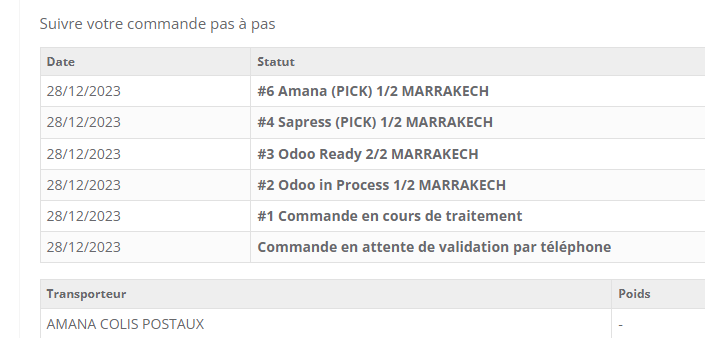 Suivre votre commande pas à pas
Date Statut
28/12/2023 #6 Amana (PICK) 1/2 MARRAKECH
28/12/2023 #4 Sapress (PICK) 1/2 MARRAKECH
28/12/2023 #3 Odoo Ready 2/2 MARRAKECH
28/12/2023 #2 Odoo in Process 1/2 MARRAKECH
28/12/2023 #1 Commande en cours de traitement
28/12/2023 Commande en attente de validation par téléphone
Transporteur Poids
AMANA COLIS POSTAUX -